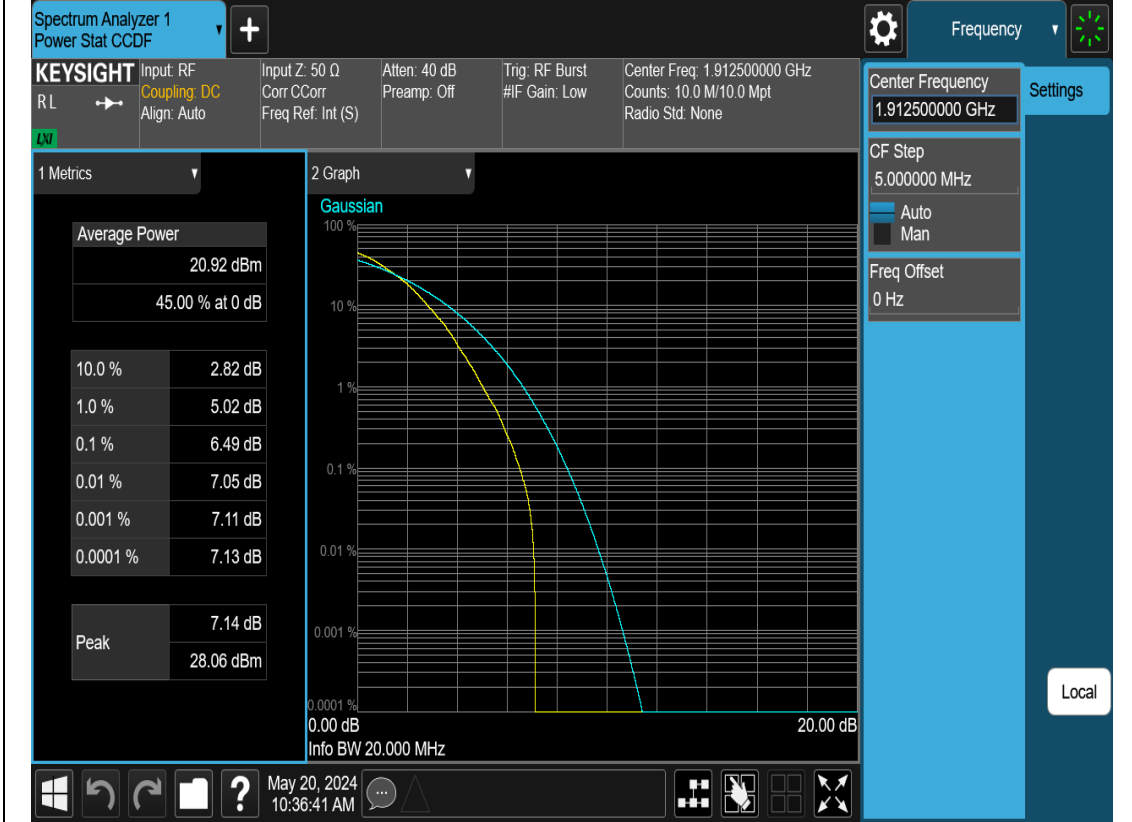 Spectrum Analyzer 1
Power Stat CCDF
+
Frequency
KEYSIGHT
RL
LXI
Input: RF
Coupling: DC
Align: Auto
Input Z: 50 Ω
Corr CCorr
Freq Ref: Int (S)
Atten: 40 dB
Preamp: Off
Trig: RF Burst
#IF Gain: Low
Center Freq: 1.912500000 GHz
Counts: 10.0 M/10.0 Mpt
Radio Std: None
Center Frequency
1.912500000 GHz
Settings
CF Step
5.000000 MHz
Auto
Man
Freq Offset
0 Hz
1 Metrics
Average Power
20.92 dBm
45.00 % at 0 dB
10.0 % 2.82 dB
1.0 % 5.02 dB
0.1 % 6.49 dB
0.01 % 7.05 dB
0.001 % 7.11 dB
0.0001 % 7.13 dB
Peak
7.14 dB
28.06 dBm
2 Graph
Gaussian
100 %
10 %
1 %
0.1 %
0.01 %
0.001 %
0.0001 %
0.00 dB 20.00 dB
Info BW 20.000 MHz
Local
?
May 20, 2024
10:36:41 AM